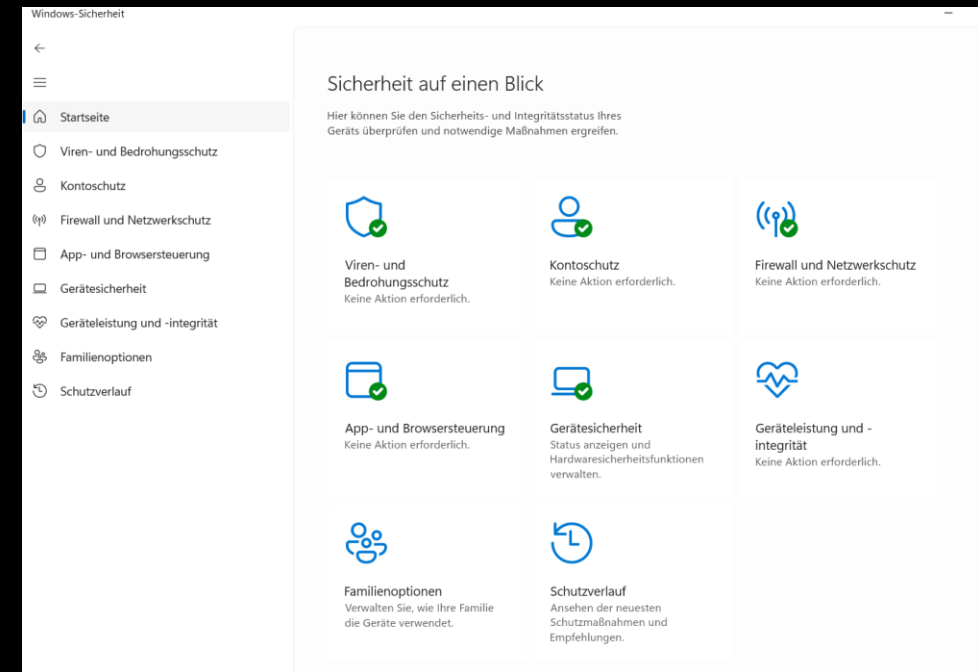 Windows-Sicherheit
Startseite
Viren- und Bedrohungsschutz
Kontoschutz
Firewall und Netzwerkschutz
App- und Browsersteuerung
Gerätesicherheit
Geräteleistung und -integrität
Familienoptionen
Schutzverlauf
Sicherheit auf einen Blick
Hier können Sie den Sicherheits- und Integritätsstatus Ihres
Geräts überprüfen und notwendige Maßnahmen ergreifen.
Viren- und
Bedrohungsschutz
Keine Aktion erforderlich.
Kontoschutz
Keine Aktion erforderlich.
Firewall und Netzwerkschutz
Keine Aktion erforderlich.
App- und Browsersteuerung
Keine Aktion erforderlich.
Gerätesicherheit
Status anzeigen und
Hardwaresicherheitsfunktionen
verwalten.
Geräteleistung und -
integrität
Keine Aktion erforderlich.
Familienoptionen
Verwalten Sie, wie Ihre Familie
die Geräte verwendet.
Schutzverlauf
Ansehen der neuesten
Schutzmaßnahmen und
Empfehlungen.